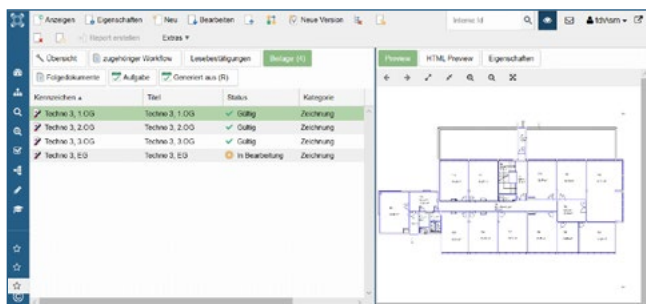 Anzeigen Eigenschaften Neu Bearbeiten Neue Version Interne Id
Report erstellen Extras
Übersicht zugehöriger Workflow Lesebestätigungen Beilage (4) Preview HTML Preview Eigenschaften
Folgedokumente Aufgabe Generiert aus (R)
Kennzeichen Titel Status Kategorie
Techno 3, 1.OG Techno 3, 1.OG Gültig Zeichnung
Techno 3, 2.OG Techno 3, 2.OG Gültig Zeichnung
Techno 3, 3.OG Techno 3, 3.OG Gültig Zeichnung
Techno 3, EG Techno 3, EG In Bearbeitung Zeichnung